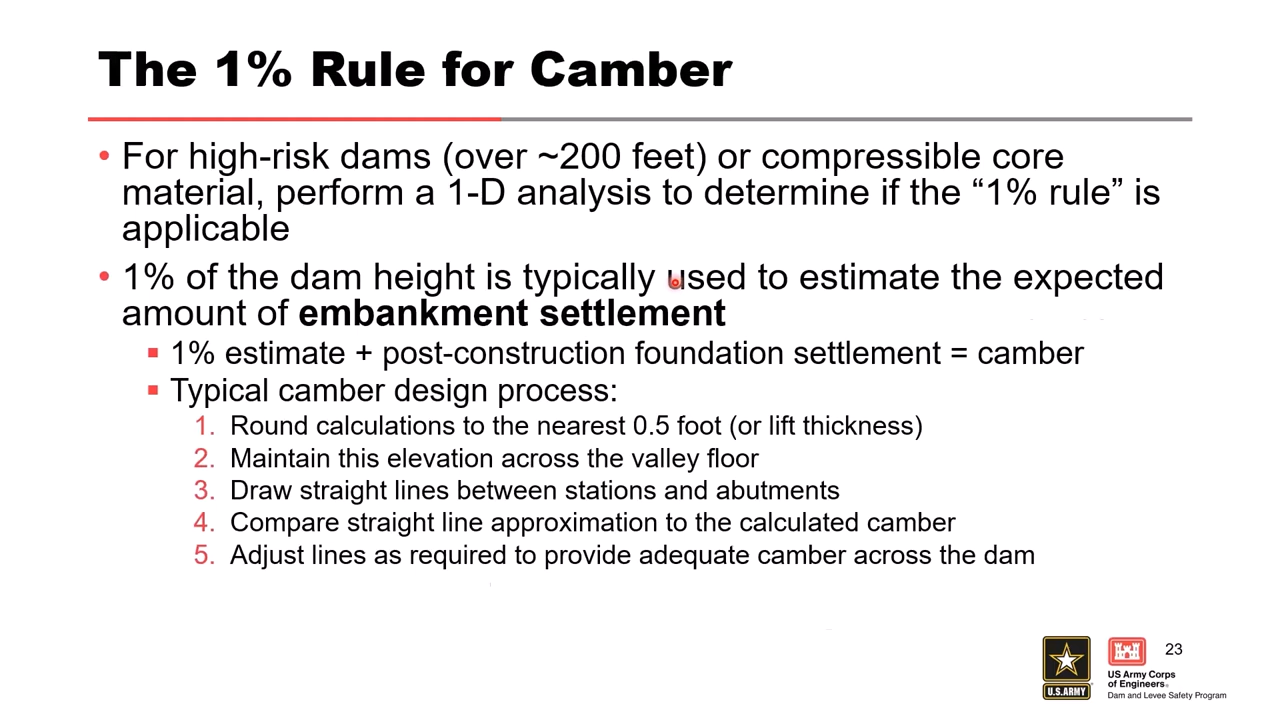 The 1% Rule for Camber
• For high-risk dams (over ~200 feet) or compressible core
material, perform a 1-D analysis to determine if the “1% rule” is
applicable
• 1% of the dam height is typically used to estimate the expected
amount of embankment settlement
▪ 1% estimate + post-construction foundation settlement = camber
▪ Typical camber design process:
1. Round calculations to the nearest 0.5 foot (or lift thickness)
2. Maintain this elevation across the valley floor
3. Draw straight lines between stations and abutments
4. Compare straight line approximation to the calculated camber
5. Adjust lines as required to provide adequate camber across the dam
U.S.ARMY
US Army Corps
of Engineers®
Dam and Levee Safety Program
23